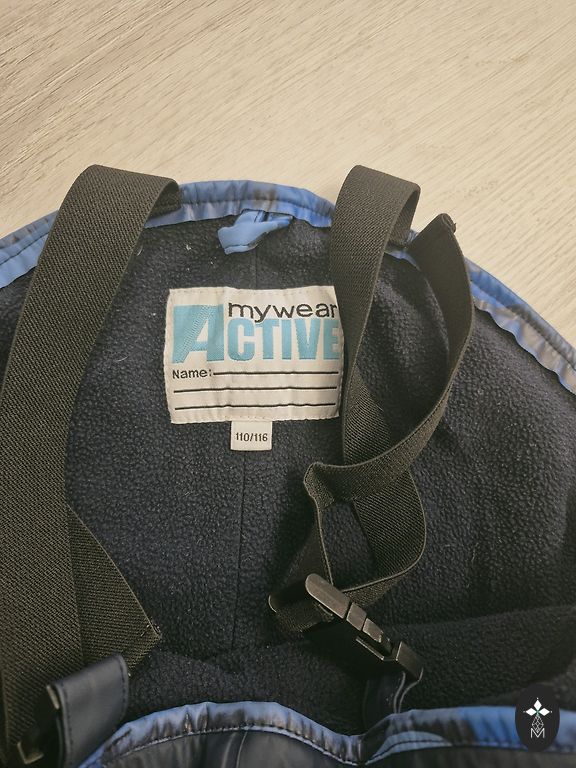 mywear
ACTIVE
Name:
110/116
M